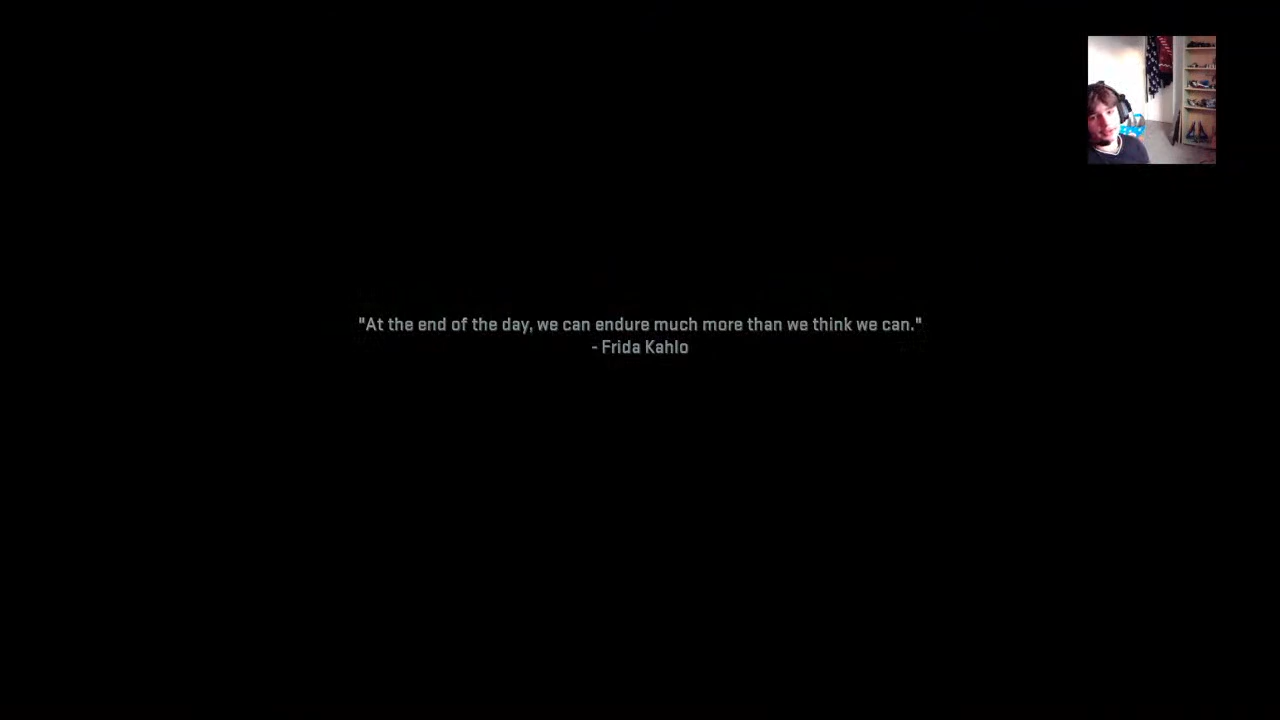 "At the end of the day, we can endure much more than we think we can."
- Frida Kahlo